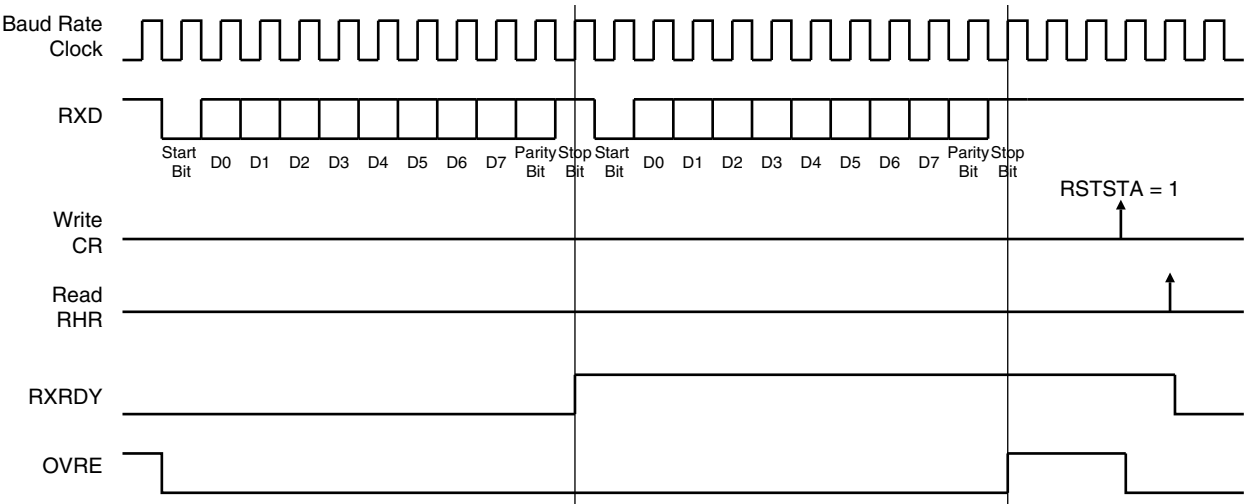 Baud Rate
Clock
RXD
Start
Bit
D0 D1 D2 D3 D4 D5 D6 D7
Parity
Bit
Stop
Bit
Start
Bit
D0 D1 D2 D3 D4 D5 D6 D7
Parity
Bit
Stop
Bit
RSTSTA = 1
Write
CR
Read
RHR
RXRDY
OVRE